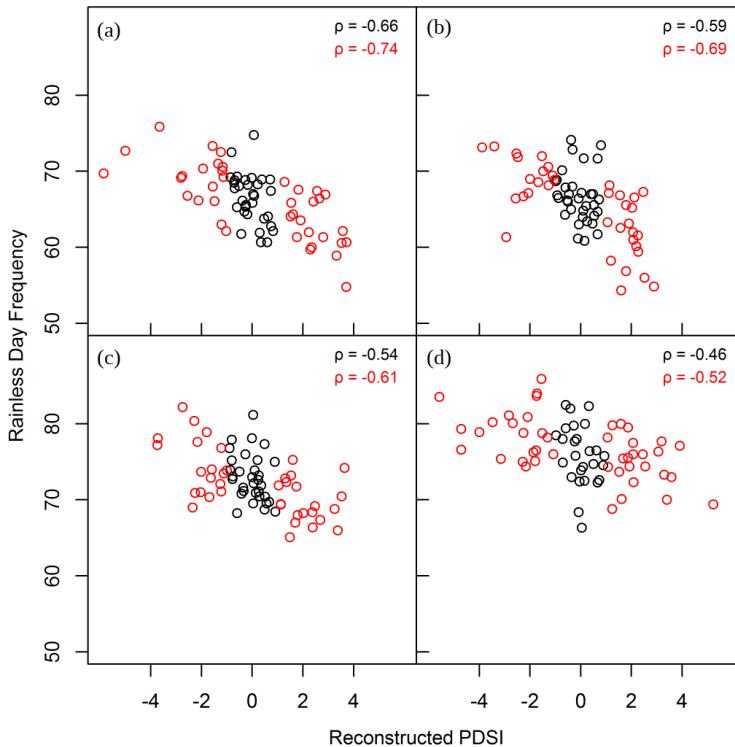 (a)
ρ = -0.66
ρ = -0.74
(b)
ρ = -0.59
ρ = -0.69
80
70
60
50
(c)
ρ = -0.54
ρ = -0.61
(d)
ρ = -0.46
ρ = -0.52
80
70
60
50
Rainless Day Frequency
-4 -2 0 2 4
-4 -2 0 2 4
Reconstructed PDSI